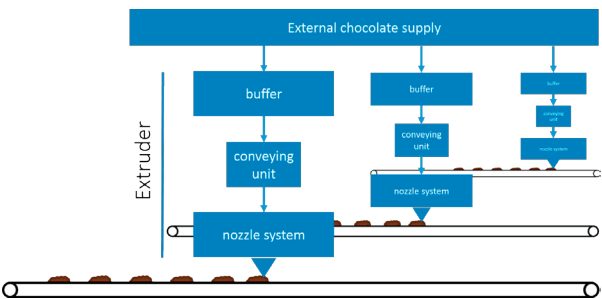 External chocolate supply
Extruder
buffer
conveying
unit
nozzle system
buffer
conveying
unit
nozzle system
buffer
conveying
unit
nozzle system